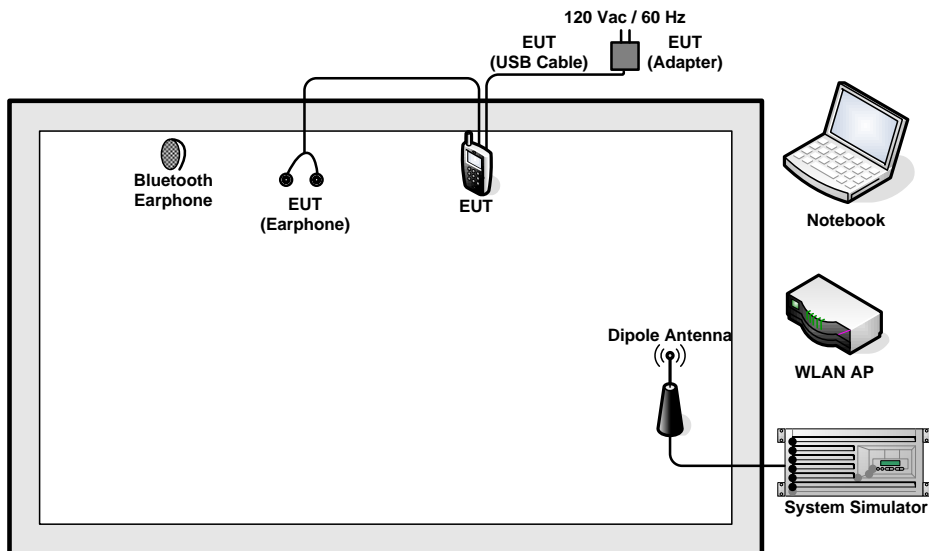 120 Vac / 60 Hz
EUT
(USB Cable)
EUT
(Adapter)
Bluetooth
Earphone
EUT
(Earphone)
EUT
Notebook
Dipole Antenna
WLAN AP
System Simulator